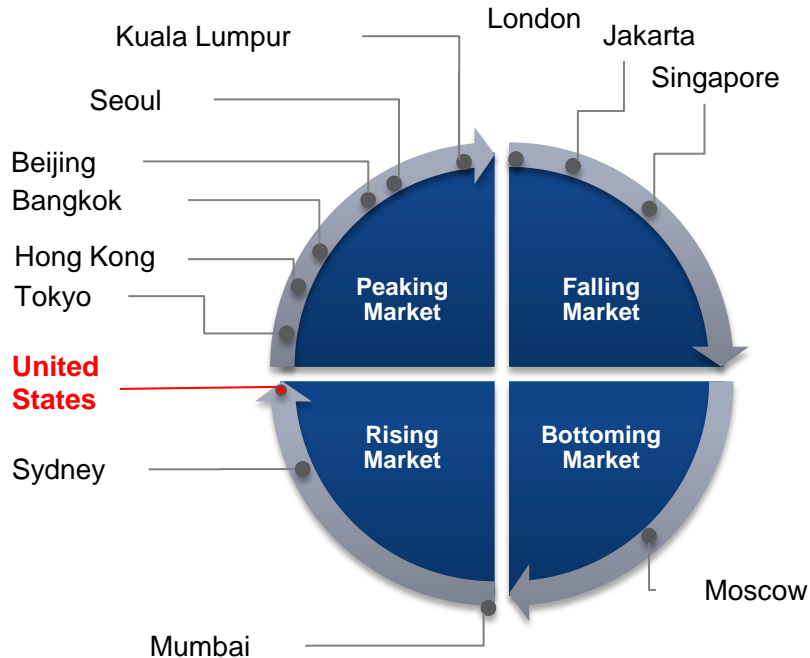 London
Kuala Lumpur
Jakarta
Singapore
Seoul
Beijing
Bangkok
Hong Kong
Tokyo
Peaking
Market
Falling
Market
United
States
Rising
Market
Bottoming
Market
Sydney
Moscow
Mumbai